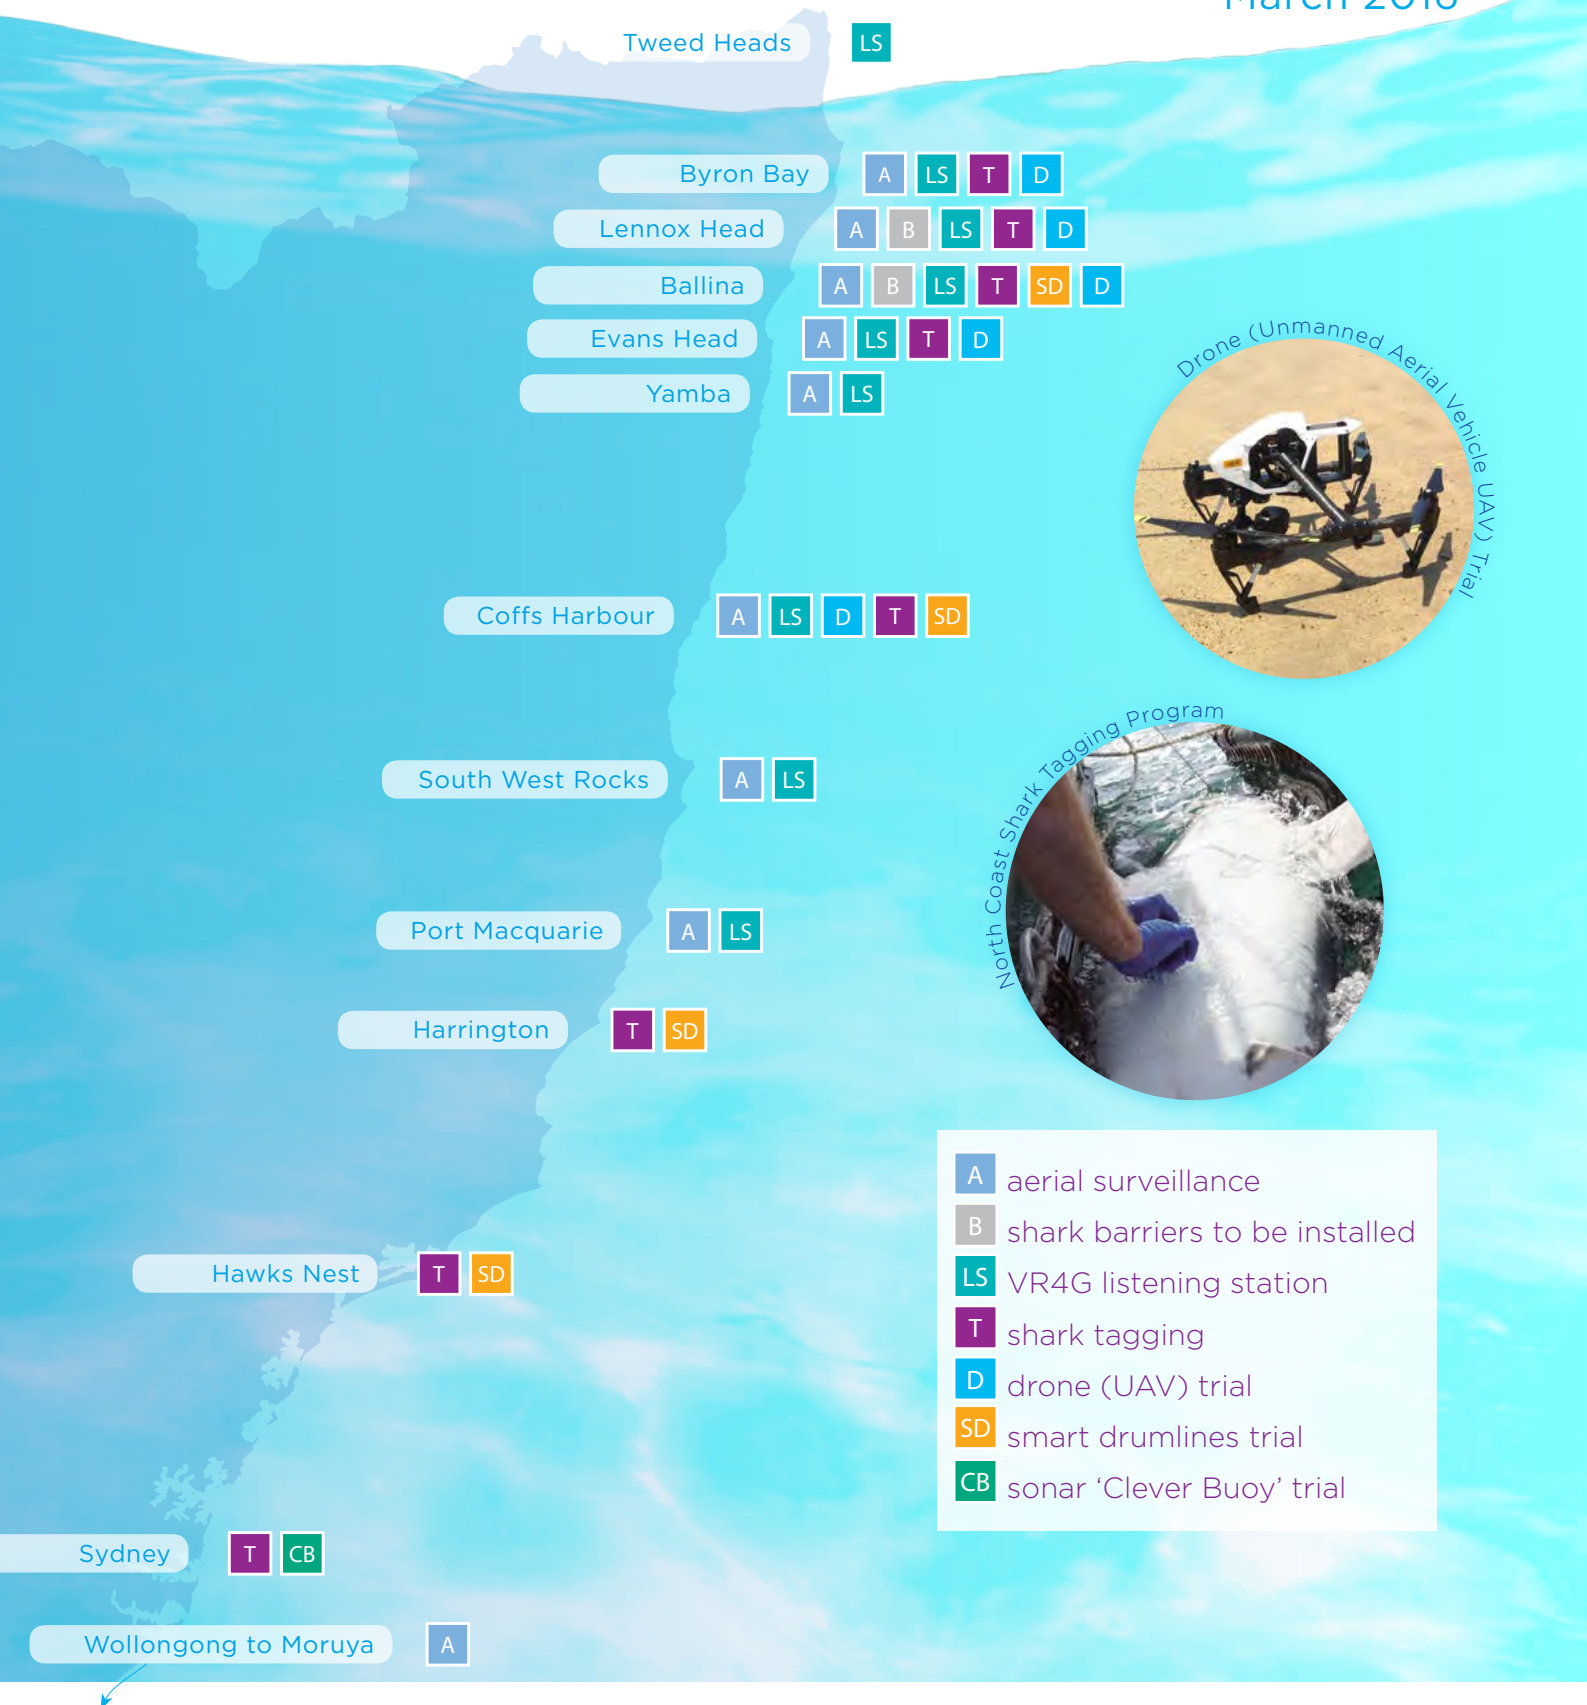 March 2016
Tweed Heads LS
Byron Bay A LS T D
Lennox Head A B LS T D
Ballina A B LS T SD D
Evans Head A LS T D
Yamba A LS
Drone (Unmanned Aerial Vehicle UAV) Trial
Coffs Harbour A LS D T SD
North Coast Shark Tagging Program
South West Rocks A LS
Port Macquarie A LS
Harrington T SD
A aerial surveillance
B shark barriers to be installed
LS VR4G listening station
T shark tagging
D drone (UAV) trial
SD smart drumlines trial
CB sonar ‘Clever Buoy’ trial
Hawks Nest T SD
Sydney T CB
Wollongong to Moruya A